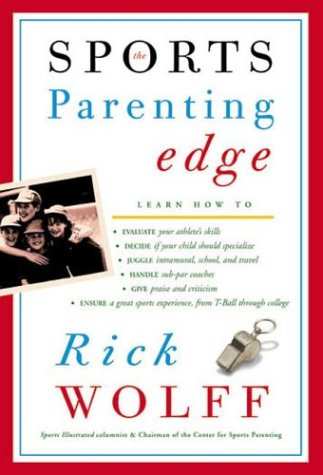 the
SPORTS
Parenting
edge
LEARN HOW TO
• EVALUATE your athlete's skills
• DECIDE if your child should specialize
• JUGGLE intramural, school, and travel
• HANDLE sub-par coaches
• GIVE praise and criticism
• ENSURE a great sports experience, from T-Ball through college
Rick
WOLFF
Sports Illustrated columnist & Chairman of the Center for Sports Parenting